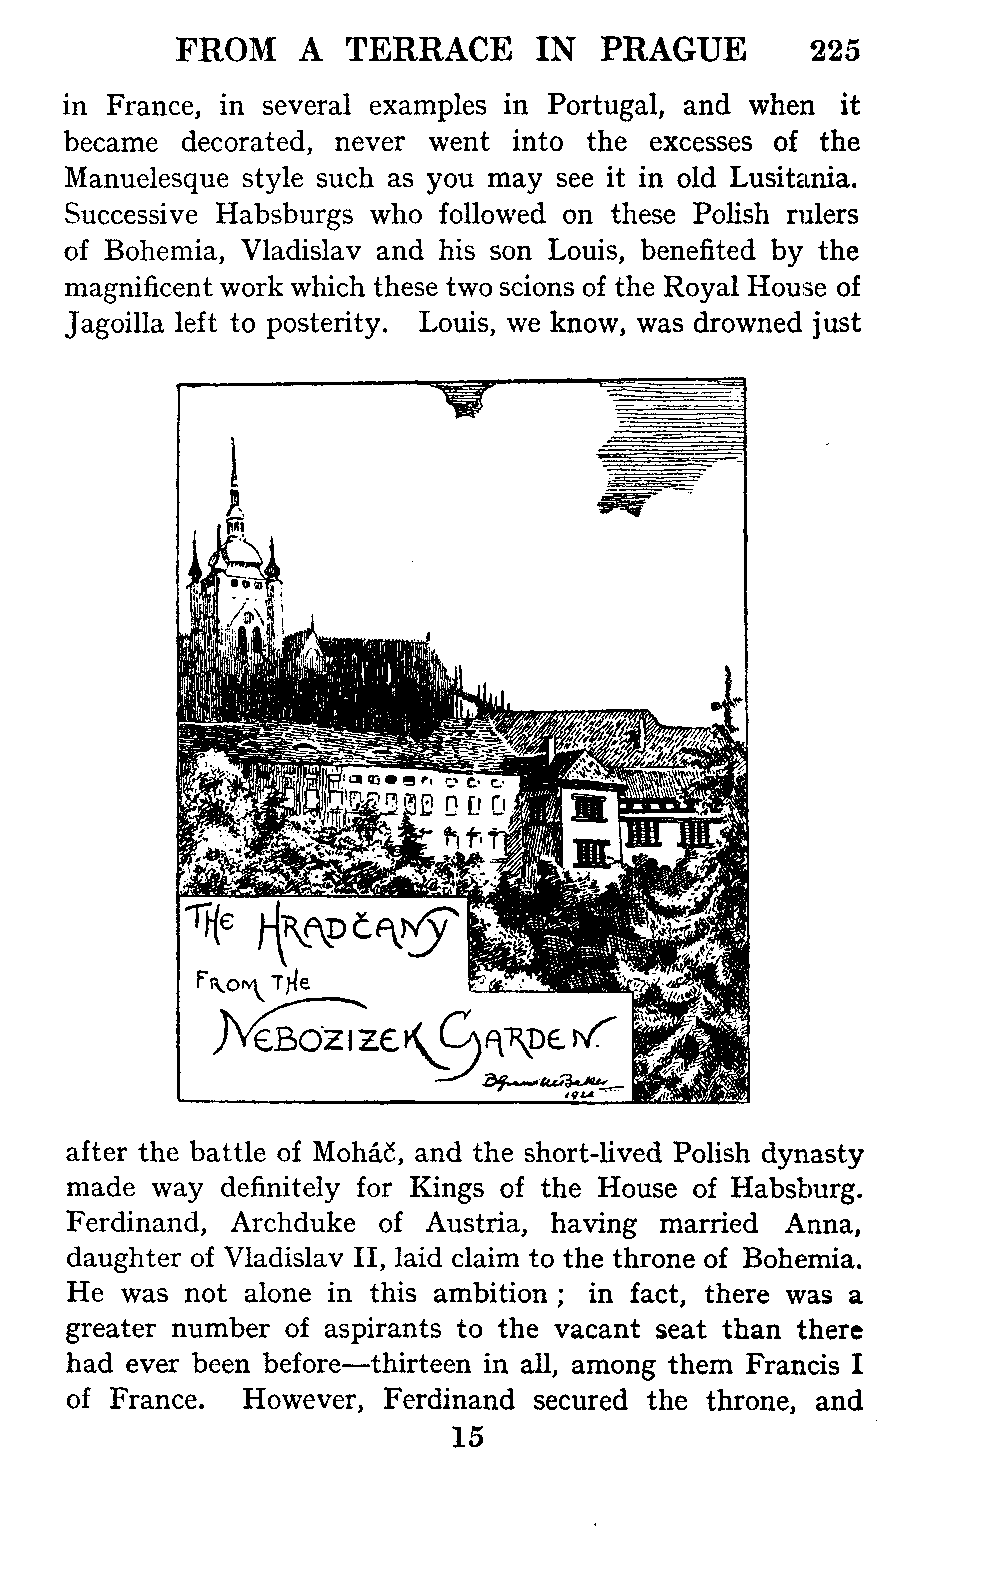 FROM A TERRACE IN PRAGUE 225
in France, in several examples in Portugal, and when it
became decorated, never went into the excesses of the
Manuelesque style such as you may see it in old Lusitania.
Successive Habsburgs who followed on these Polish rulers
of Bohemia, Vladislav and his son Louis, benefited by the
magnificent work which these two scions of the Royal House of
Jagoilla left to posterity. Louis, we know, was drowned just
THE HRADČANY
FROM THE
NEBOZIZEK GARDEN.
after the battle of Moháč, and the short-lived Polish dynasty
made way definitely for Kings of the House of Habsburg.
Ferdinand, Archduke of Austria, having married Anna,
daughter of Vladislav II, laid claim to the throne of Bohemia.
He was not alone in this ambition ; in fact, there was a
greater number of aspirants to the vacant seat than there
had ever been before—thirteen in all, among them Francis I
of France. However, Ferdinand secured the throne, and
15